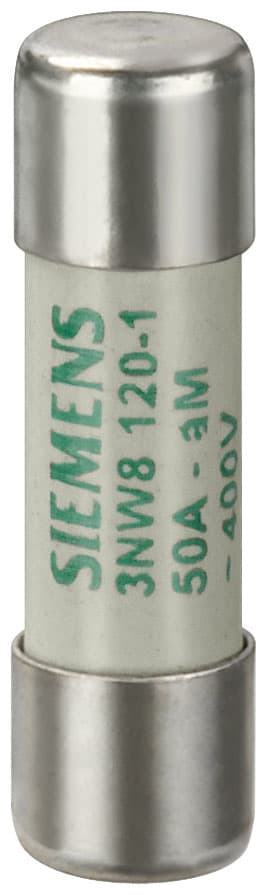 SIEMENS
3NW8 120-1
50A - aM
~ 400V